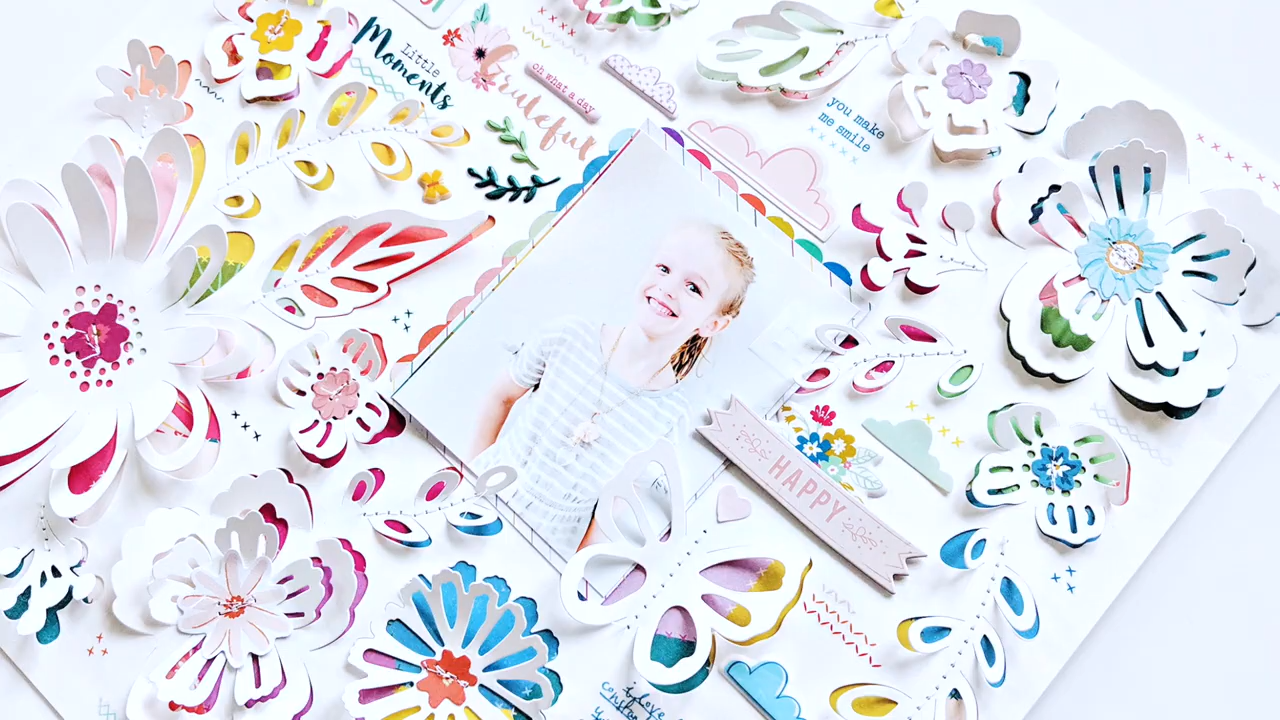 Little
Moments
Grateful
oh what a day
you make
me smile
HAPPY
i love